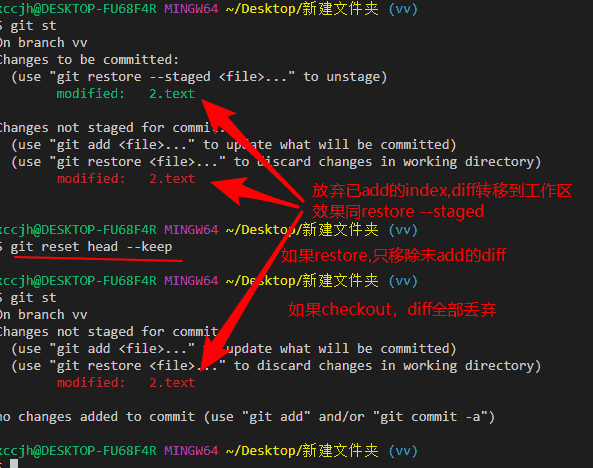 xccjh@DESKTOP-FU68F4R MINGW64 ~/Desktop/新建文件夹 (vv)
$ git st
On branch vv
Changes to be committed:
(use "git restore --staged <file>..." to unstage)
modified: 2.text
Changes not staged for commit:
(use "git add <file>..." to update what will be committed)
(use "git restore <file>..." to discard changes in working directory)
modified: 2.text
放弃已add的index,diff转移到工作区
效果同restore --staged
xccjh@DESKTOP-FU68F4R MINGW64 ~/Desktop/新建文件夹 (vv)
$ git reset head --keep
如果restore,只移除未add的diff
xccjh@DESKTOP-FU68F4R MINGW64 ~/Desktop/新建文件夹 (vv)
$ git st
如果checkout，diff全部丢弃
On branch vv
Changes not staged for commit
(use "git add <file>..." to update what will be committed)
(use "git restore <file>..." to discard changes in working directory)
modified: 2.text
no changes added to commit (use "git add" and/or "git commit -a")
xccjh@DESKTOP-FU68F4R MINGW64 ~/Desktop/新建文件夹 (vv)
$